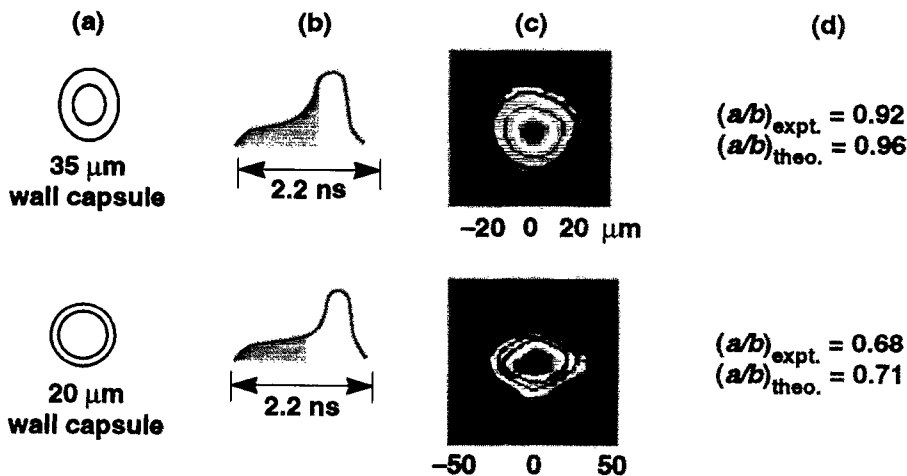 (a) (b) (c) (d)
35 μm
wall capsule
2.2 ns
–20 0 20 μm
(a/b)expt. = 0.92
(a/b)theo. = 0.96
20 μm
wall capsule
2.2 ns
–50 0 50
(a/b)expt. = 0.68
(a/b)theo. = 0.71